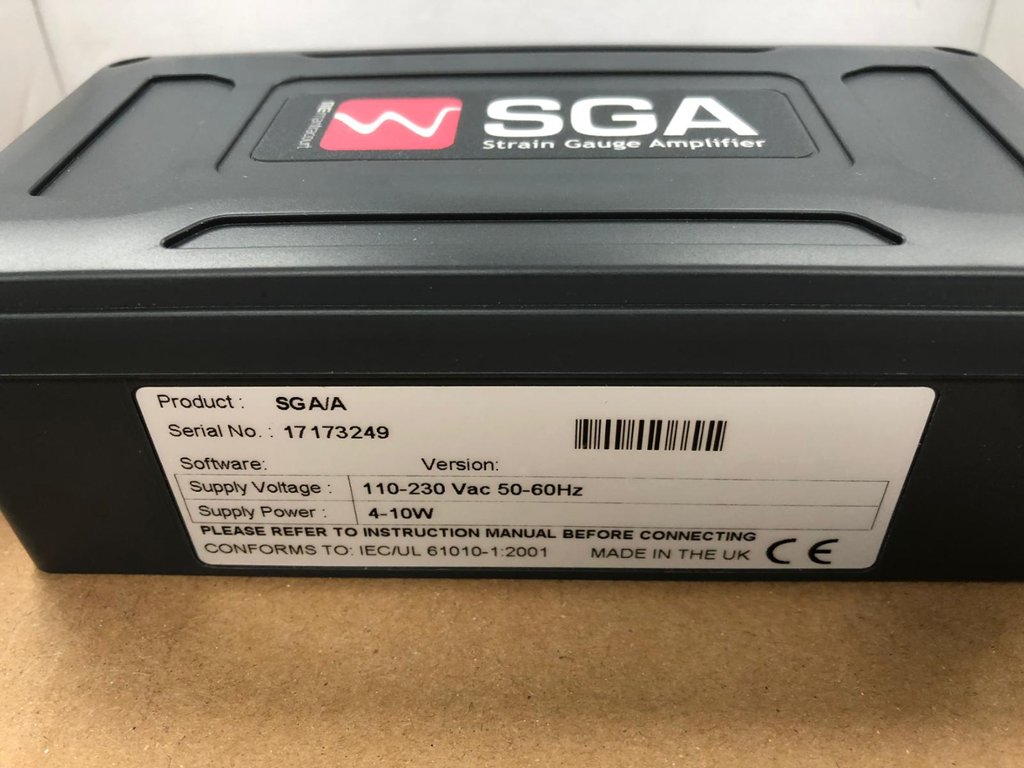 SGA
Strain Gauge Amplifier
Product : SGA/A
Serial No. : 17173249
Software: Version:
Supply Voltage : 110-230 Vac 50-60Hz
Supply Power : 4-10W
PLEASE REFER TO INSTRUCTION MANUAL BEFORE CONNECTING
CONFORMS TO: IEC/UL 61010-1:2001 MADE IN THE UK CE